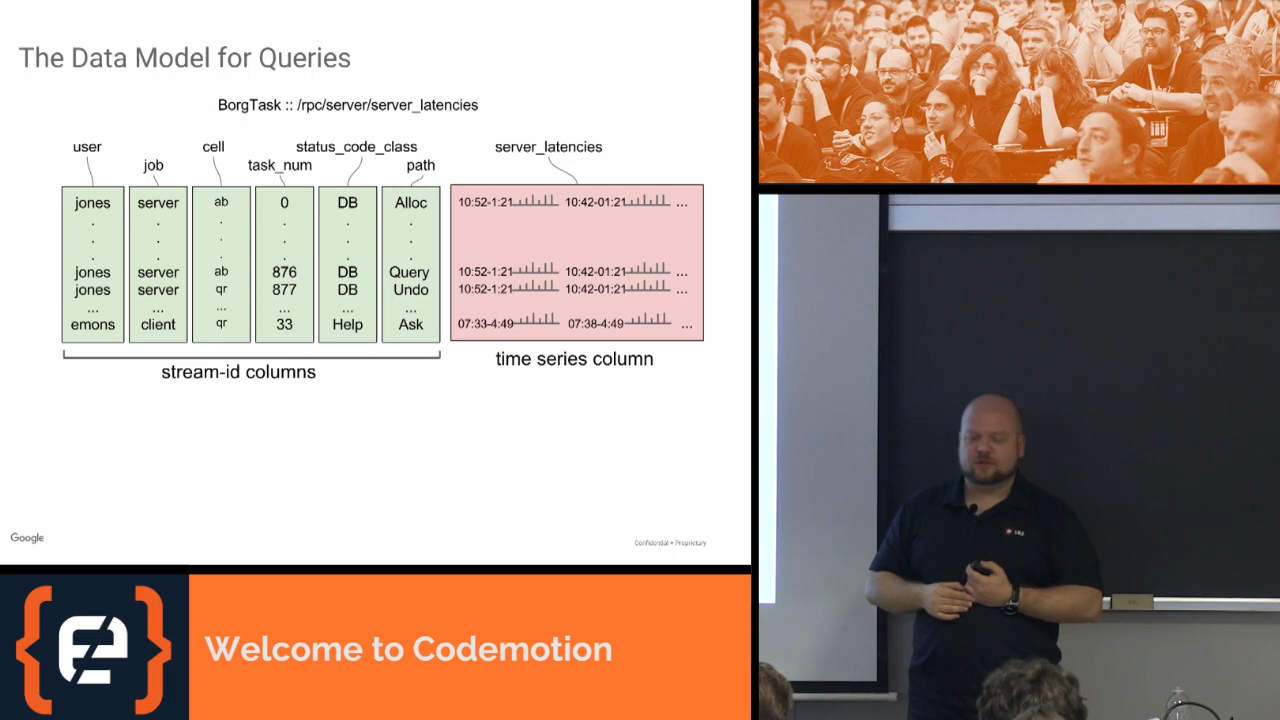 The Data Model for Queries
BorgTask :: /rpc/server/server_latencies
user cell status_code_class server_latencies
job task_num path
jones server ab 0 DB Alloc 10:52-1:21 10:42-01:21 ...
. . . . . .
. . . . . .
. . . . . .
jones server ab 876 DB Query 10:52-1:21 10:42-01:21 ...
jones server qr 877 DB Undo 10:52-1:21 10:42-01:21 ...
... ... ... ... ... ...
emons client qr 33 Help Ask 07:33-4:49 07:38-4:49 ...
time series column
stream-id columns
Google
Confidential + Proprietary
Welcome to Codemotion
SRE